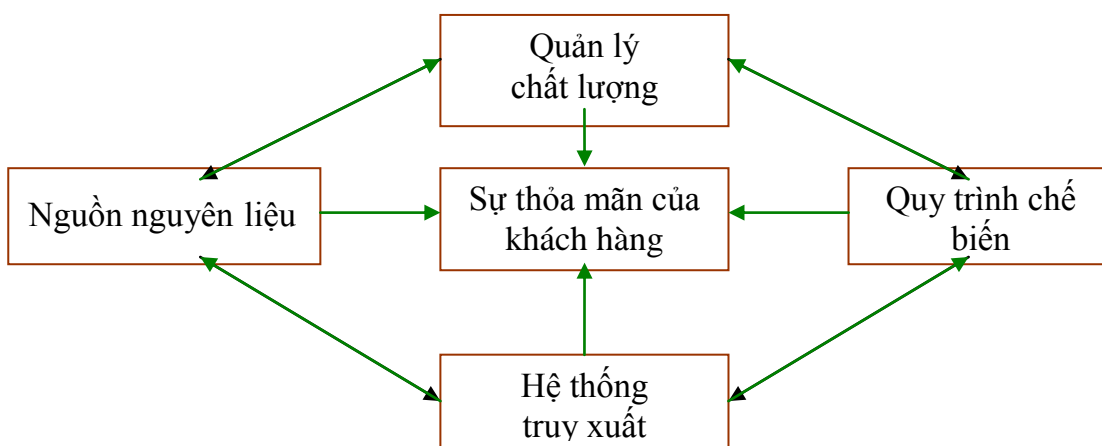 Quản lý
chất lượng
Nguồn nguyên liệu
Sự thỏa mãn của
khách hàng
Quy trình chế
biến
Hệ thống
truy xuất